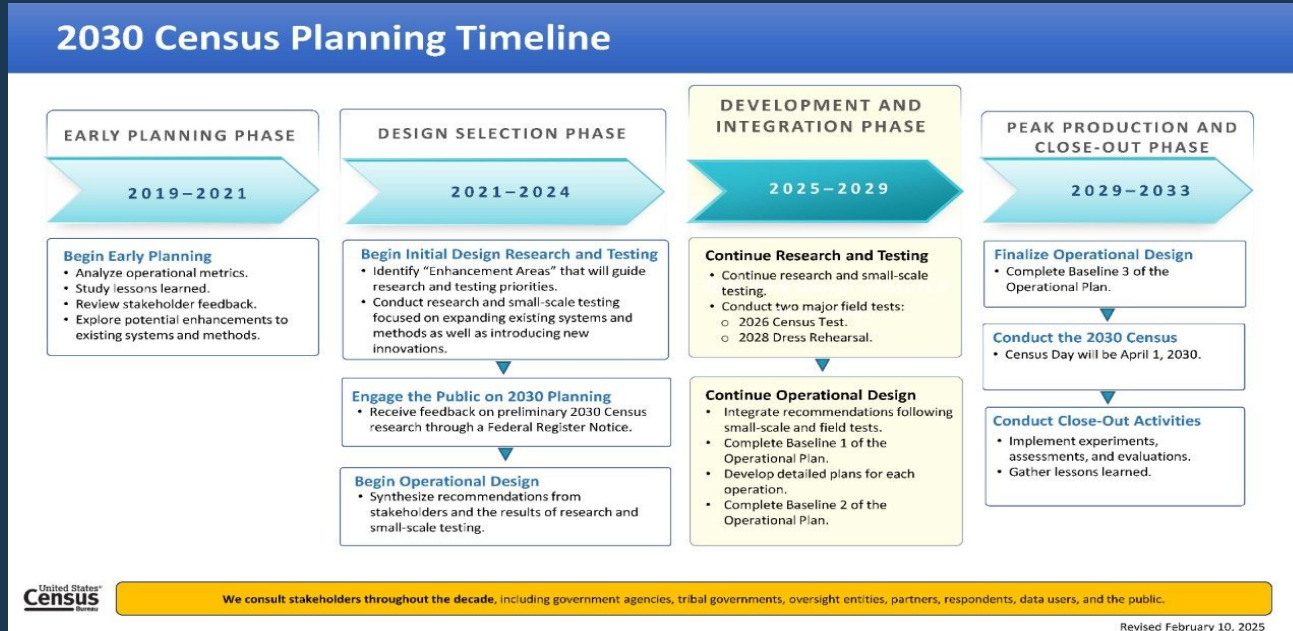 2030 Census Planning Timeline
EARLY PLANNING PHASE
2019–2021
Begin Early Planning
• Analyze operational metrics.
• Study lessons learned.
• Review stakeholder feedback.
• Explore potential enhancements to
existing systems and methods.
DESIGN SELECTION PHASE
2021–2024
Begin Initial Design Research and Testing
• Identify “Enhancement Areas” that will guide
research and testing priorities.
• Conduct research and small-scale testing
focused on expanding existing systems and
methods as well as introducing new
innovations.
Engage the Public on 2030 Planning
• Receive feedback on preliminary 2030 Census
research through a Federal Register Notice.
Begin Operational Design
• Synthesize recommendations from
stakeholders and the results of research and
small-scale testing.
DEVELOPMENT AND
INTEGRATION PHASE
2025–2029
Continue Research and Testing
• Continue research and small-scale
testing.
• Conduct two major field tests:
o 2026 Census Test.
o 2028 Dress Rehearsal.
Continue Operational Design
• Integrate recommendations following
small-scale and field tests.
• Complete Baseline 1 of the
Operational Plan.
• Develop detailed plans for each
operation.
• Complete Baseline 2 of the
Operational Plan.
PEAK PRODUCTION AND
CLOSE-OUT PHASE
2029–2033
Finalize Operational Design
• Complete Baseline 3 of the
Operational Plan.
Conduct the 2030 Census
• Census Day will be April 1, 2030.
Conduct Close-Out Activities
• Implement experiments,
assessments, and evaluations.
• Gather lessons learned.
United States®
Census
Bureau
We consult stakeholders throughout the decade, including government agencies, tribal governments, oversight entities, partners, respondents, data users, and the public.
Revised February 10, 2025